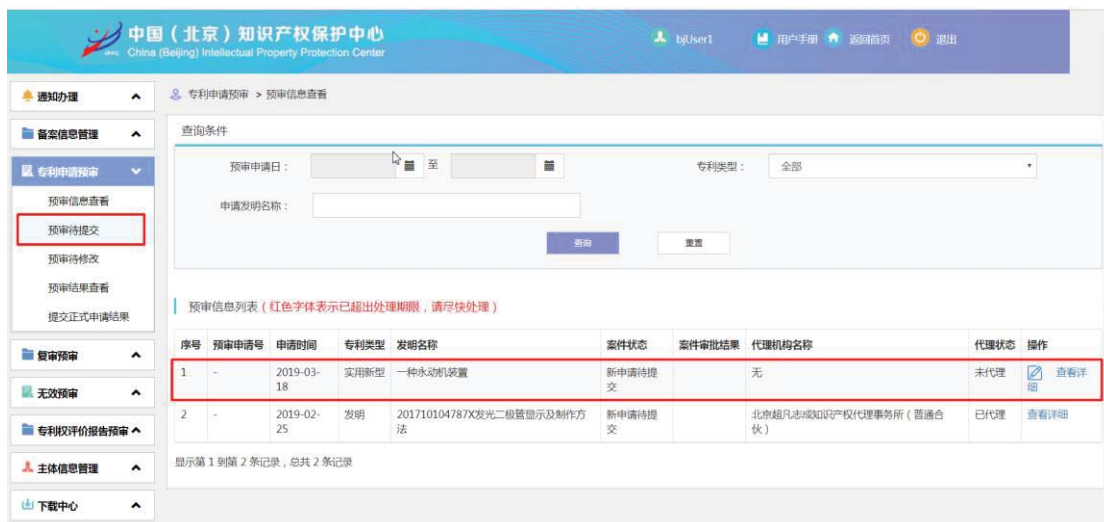 中国（北京）知识产权保护中心
China (Beijing) Intellectual Property Protection Center
bjUser1 用户手册 返回首页 退出
通知办理
备案信息管理
专利申请预审
预审信息查看
预审待提交
预审待修改
预审结果查看
提交正式申请结果
复审预审
无效预审
专利权评价报告预审
主体信息管理
下载中心
专利申请预审 > 预审信息查看
查询条件
预审申请日： 至 专利类型： 全部
申请发明名称：
查询 重置
预审信息列表（红色字体表示已超出处理期限，请尽快处理）
序号 预审申请号 申请时间 专利类型 发明名称 案件状态 案件审批结果 代理机构名称 代理状态 操作
1 - 2019-03- 实用新型 一种永动机装置 新申请待提 无 未代理 查看详
18 交 细
2 - 2019-02- 发明 201710104787X发光二极管显示及制作方 新申请待提 北京超凡志成知识产权代理事务所（普通合 已代理 查看详细
25 法 交 伙）
显示第 1 到第 2 条记录，总共 2 条记录